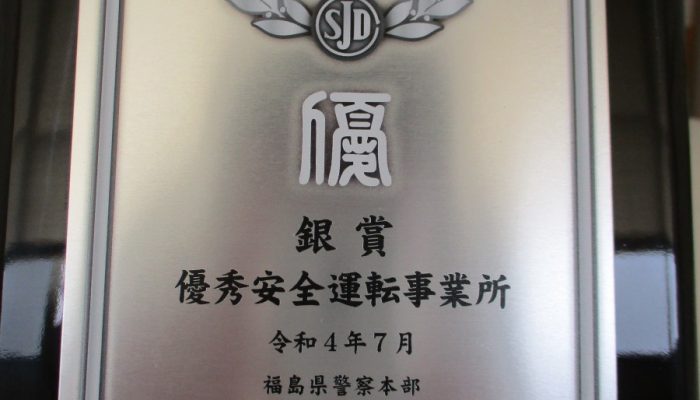 SJDC
優
銀賞
優秀安全運転事業所
令和4年7月
福島県警察本部